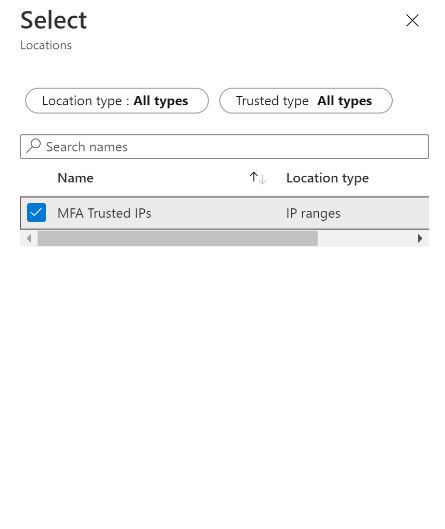 Select
Locations
Location type : All types
Trusted type All types
Search names
Name Location type
MFA Trusted IPs IP ranges